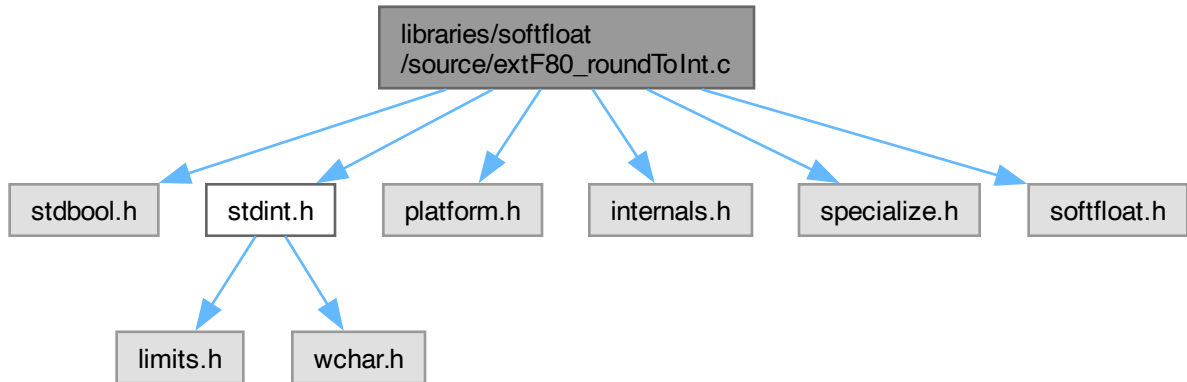 libraries/softfloat
/source/extF80_roundToInt.c
stdbool.h
stdint.h
platform.h
internals.h
specialize.h
softfloat.h
limits.h
wchar.h